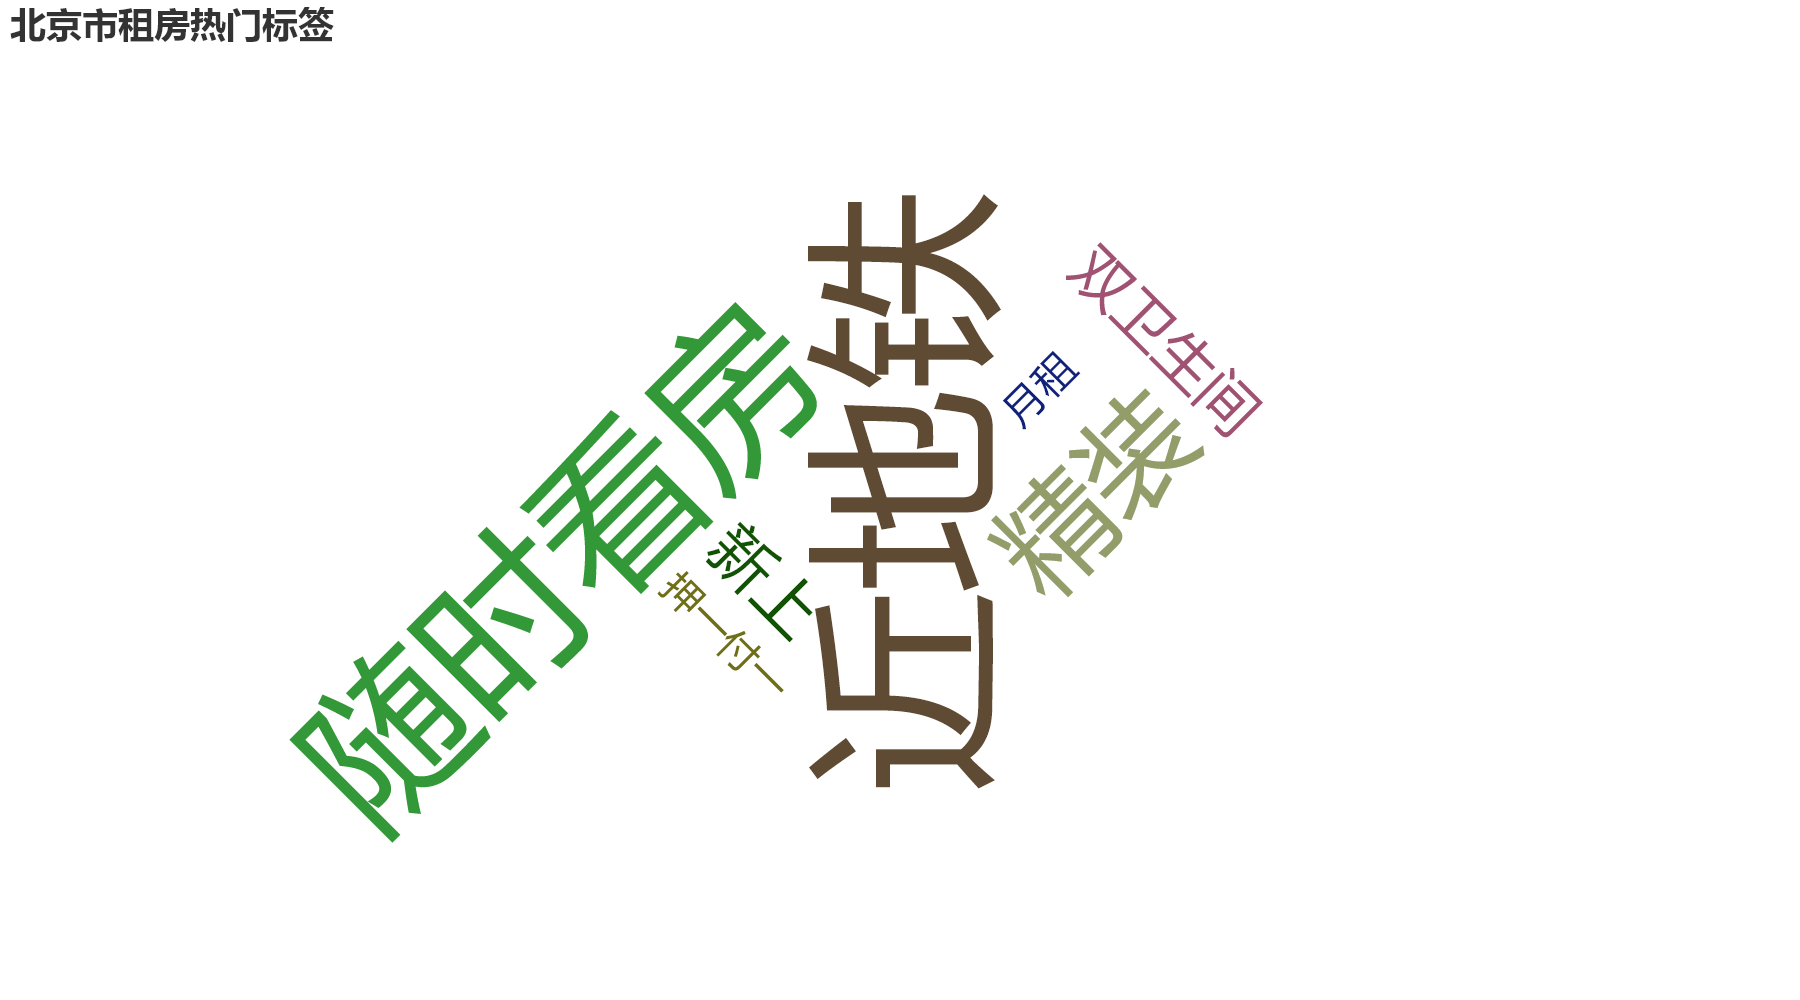 北京市租房热门标签
近地铁
随时看房
精装
双卫生间
月租
新上
押一付一